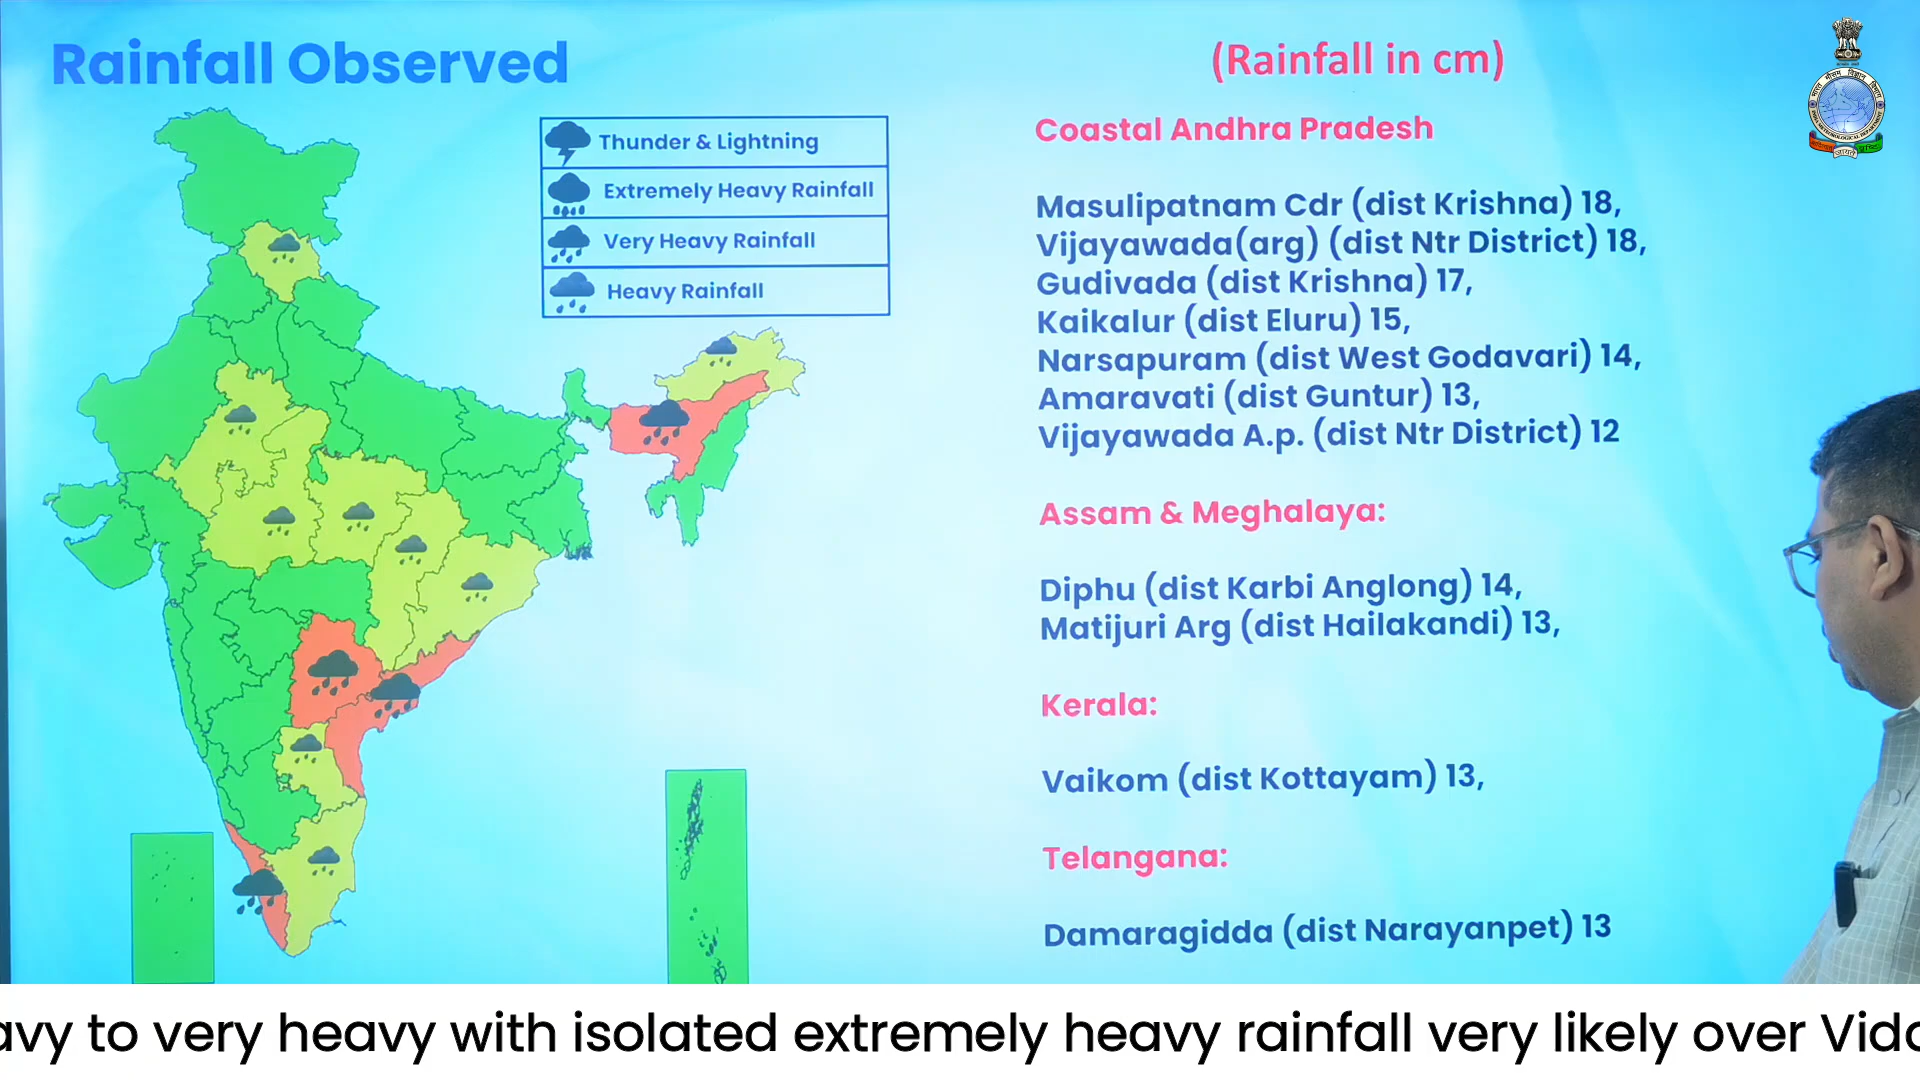 Rainfall Observed
(Rainfall in cm)
Thunder & Lightning
Extremely Heavy Rainfall
Very Heavy Rainfall
Heavy Rainfall
Coastal Andhra Pradesh
Masulipatnam Cdr (dist Krishna) 18,
Vijayawada(arg) (dist Ntr District) 18,
Gudivada (dist Krishna) 17,
Kaikalur (dist Eluru) 15,
Narsapuram (dist West Godavari) 14,
Amaravati (dist Guntur) 13,
Vijayawada A.p. (dist Ntr District) 12
Assam & Meghalaya:
Diphu (dist Karbi Anglong) 14,
Matijuri Arg (dist Hailakandi) 13,
Kerala:
Vaikom (dist Kottayam) 13,
Telangana:
Damaragidda (dist Narayanpet) 13
to very heavy with isolated extremely heavy rainfall very likely over